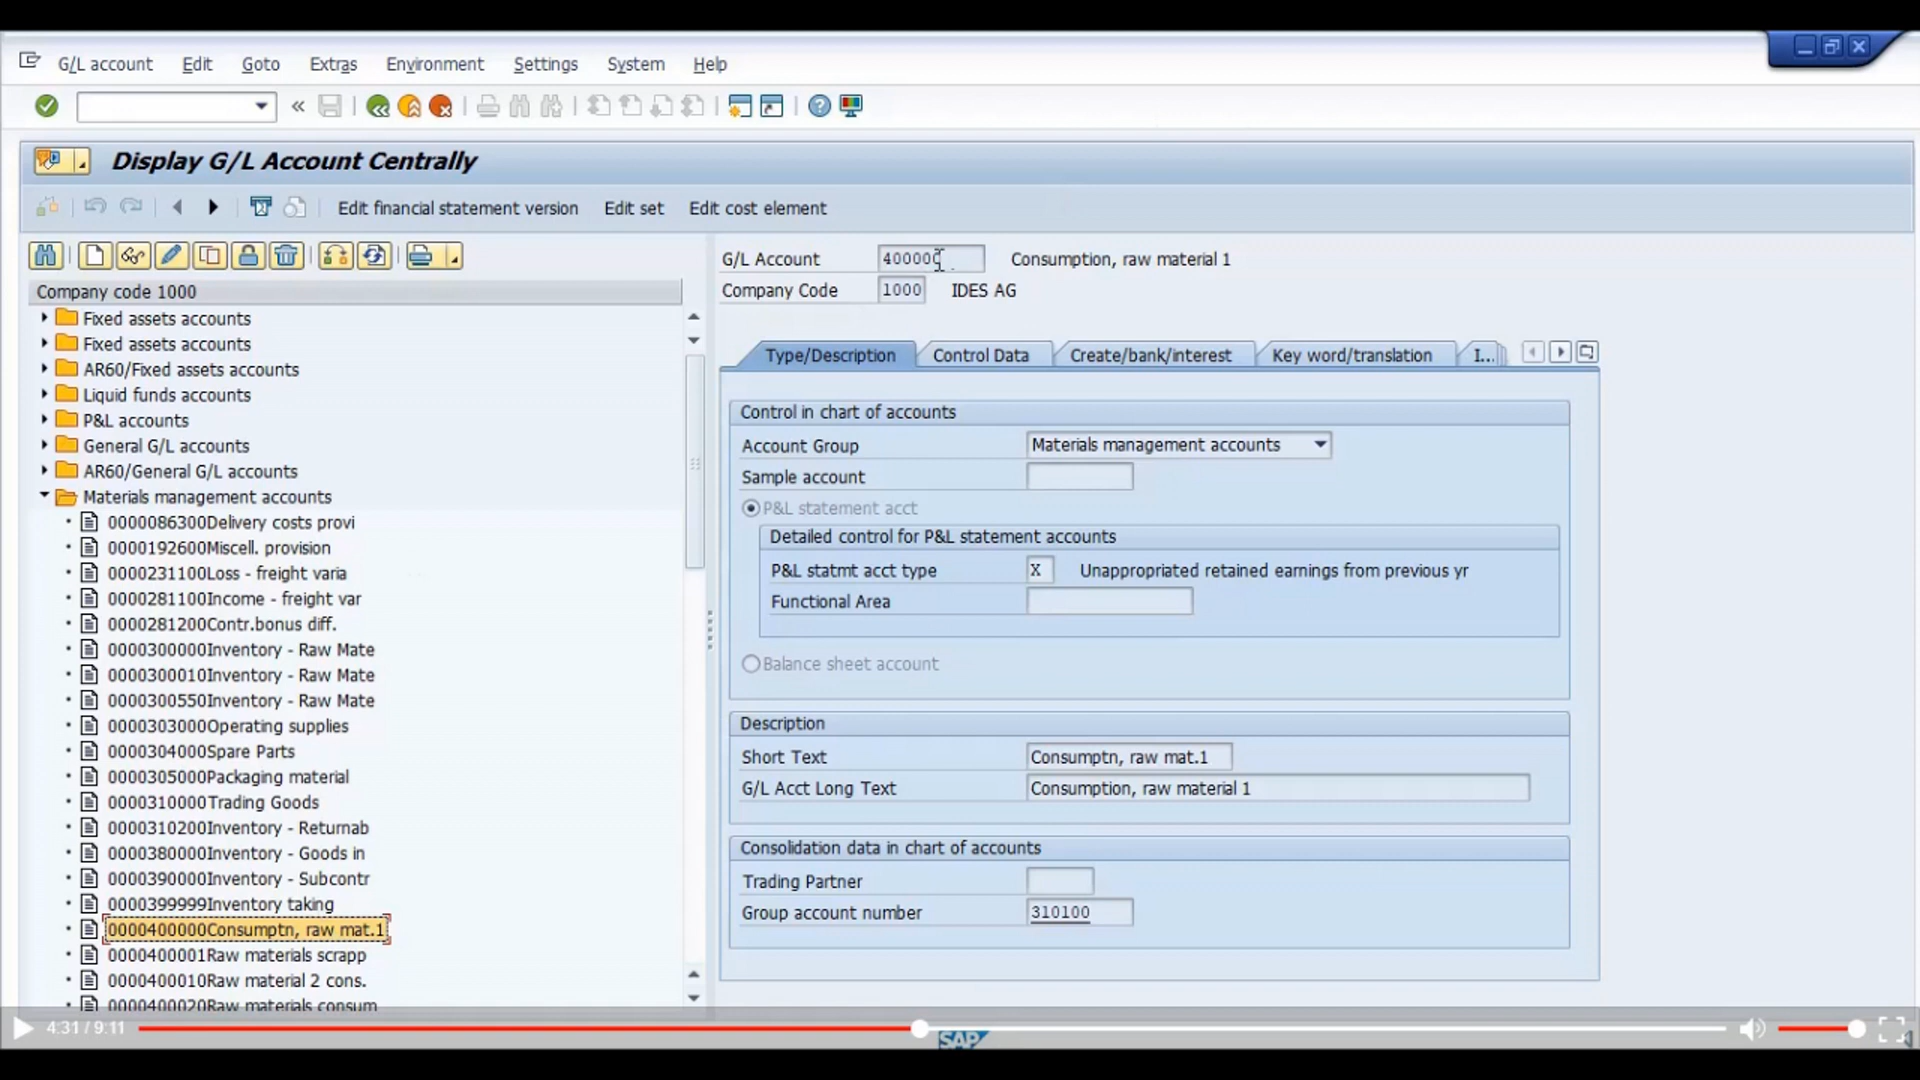 G/L account Edit Goto Extras Environment Settings System Help
Display G/L Account Centrally
Edit financial statement version Edit set Edit cost element
Company code 1000
Fixed assets accounts
Fixed assets accounts
AR60/Fixed assets accounts
Liquid funds accounts
P&L accounts
General G/L accounts
AR60/General G/L accounts
Materials management accounts
0000086300Delivery costs provi
0000192600Miscell. provision
0000231100Loss - freight varia
0000281100Income - freight var
0000281200Contr.bonus diff.
0000300000Inventory - Raw Mate
0000300010Inventory - Raw Mate
0000300550Inventory - Raw Mate
0000303000Operating supplies
0000304000Spare Parts
0000305000Packaging material
0000310000Trading Goods
0000310200Inventory - Returnab
0000380000Inventory - Goods in
0000390000Inventory - Subcontr
0000399999Inventory taking
0000400000Consumptn, raw mat.1
0000400001Raw materials scrapp
0000400010Raw material 2 cons.
0000400020Raw materials consum
G/L Account 400000 Consumption, raw material 1
Company Code 1000 IDES AG
Type/Description Control Data Create/bank/interest Key word/translation I...
Control in chart of accounts
Account Group Materials management accounts
Sample account
P&L statement acct
Detailed control for P&L statement accounts
P&L statmt acct type X Unappropriated retained earnings from previous yr
Functional Area
Balance sheet account
Description
Short Text Consumptn, raw mat.1
G/L Acct Long Text Consumption, raw material 1
Consolidation data in chart of accounts
Trading Partner
Group account number 310100
4:31 / 9:11
SAP